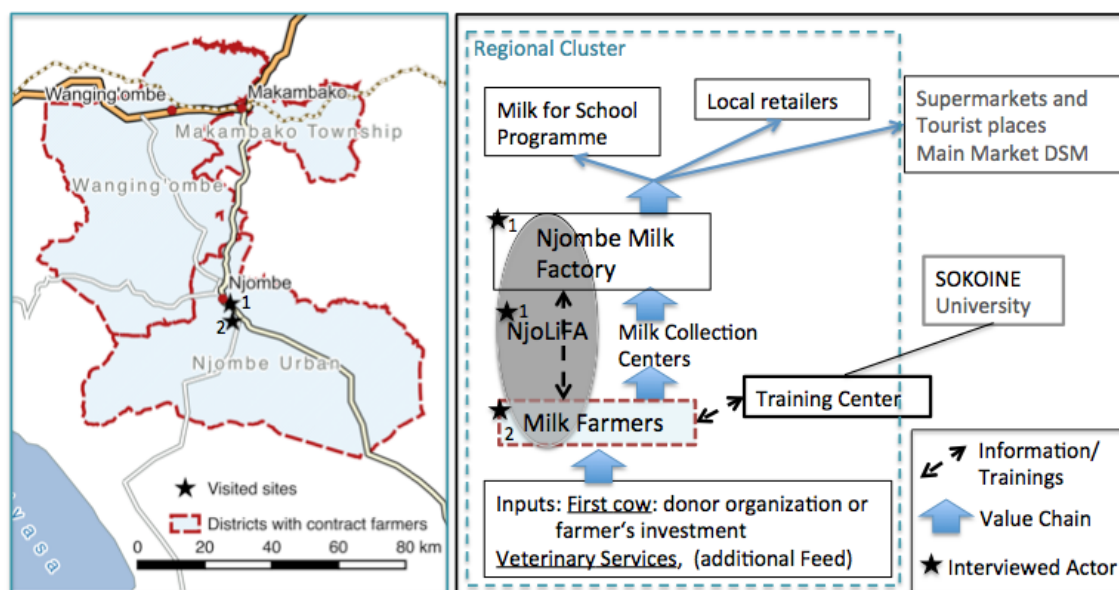 Wanging'ombe
Makambako
Makambako Township
Wanging'ombe
Njombe
1
2
Njombe Urban
yasa
Visited sites
Districts with contract farmers
0 20 40 60 80 km
Regional Cluster
Milk for School
Programme
Local retailers
Supermarkets and
Tourist places
Main Market DSM
1
Njombe Milk
Factory
1
NjoLiFA
Milk Collection
Centers
SOKOINE
University
Training Center
Milk Farmers
2
Inputs: First cow: donor organization or
farmer's investment
Veterinary Services, (additional Feed)
Information/
Trainings
Value Chain
Interviewed Actor